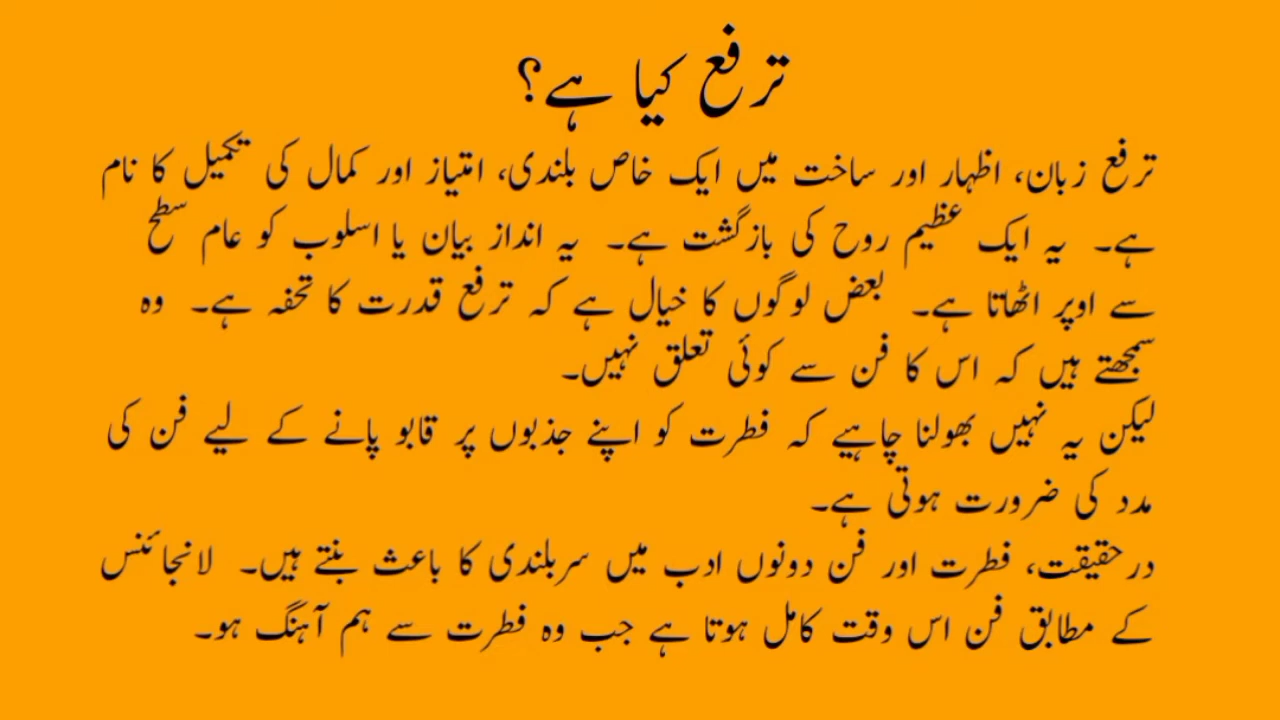 ترفع کیا ہے؟
ترفع زبان، اظہار اور ساخت میں ایک خاص بلندی، امتیاز اور کمال کی تکمیل کا نام
ہے۔ یہ ایک عظیم روح کی بازگشت ہے۔ یہ انداز بیان یا اسلوب کو عام سطح
سے اوپر اٹھاتا ہے۔ بعض لوگوں کا خیال ہے کہ ترفع قدرت کا تحفہ ہے۔ وہ
سمجھتے ہیں کہ اس کا فن سے کوئی تعلق نہیں۔
لیکن یہ نہیں بھولنا چاہیے کہ فطرت کو اپنے جذبوں پر قابو پانے کے لیے فن کی
مدد کی ضرورت ہوتی ہے۔
درحقیقت، فطرت اور فن دونوں ادب میں سربلندی کا باعث بنتے ہیں۔ لانجائنس
کے مطابق فن اس وقت کامل ہوتا ہے جب وہ فطرت سے ہم آہنگ ہو۔